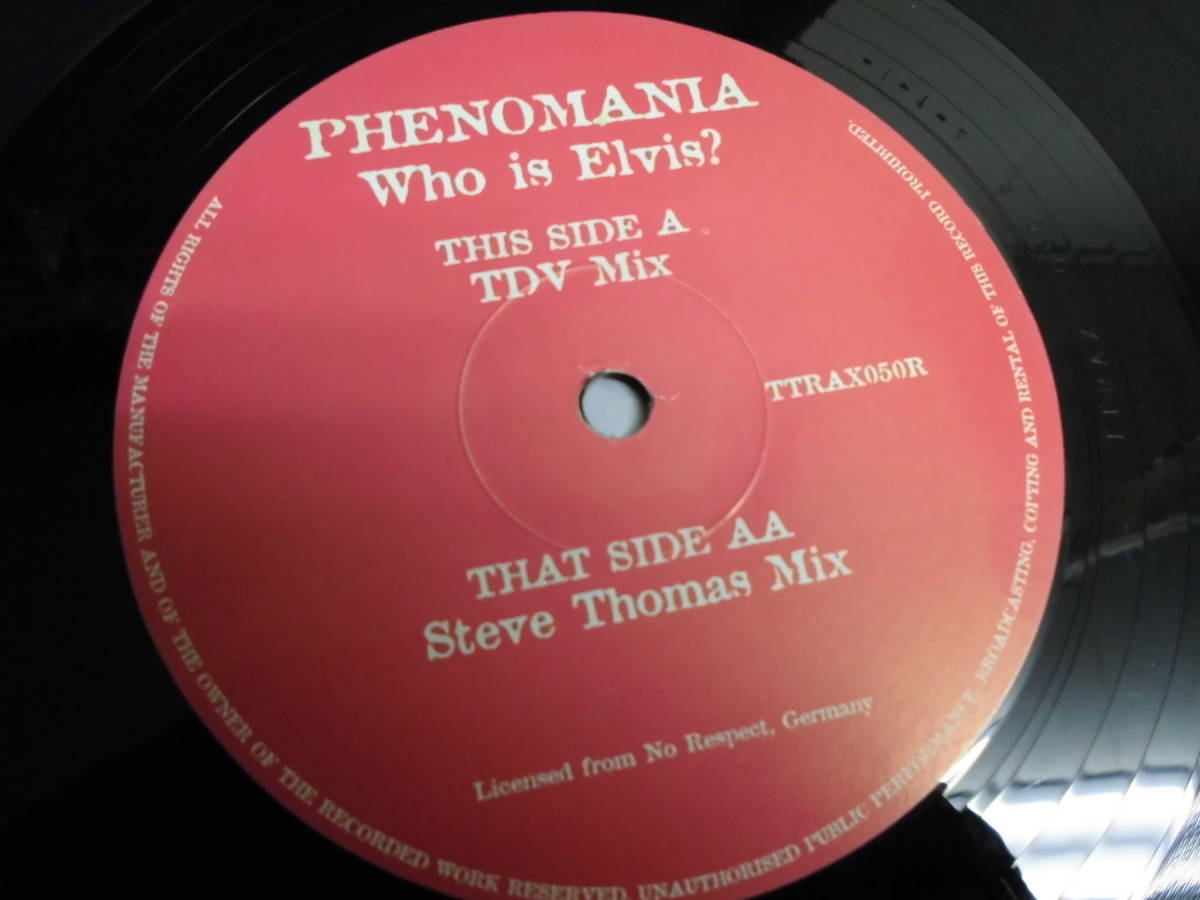 PHENOMANIA
Who is Elvis?
THIS SIDE A
TDV Mix
TTRAX050R
THAT SIDE AA
Steve Thomas Mix
Licensed from No Respect, Germany
ALL RIGHTS OF THE MANUFACTURER AND OF THE OWNER OF THE RECORDED WORK RESERVED. UNAUTHORISED PUBLIC PERFORMANCE, BROADCASTING, COPYING AND RENTAL OF THIS RECORD PROHIBITED.